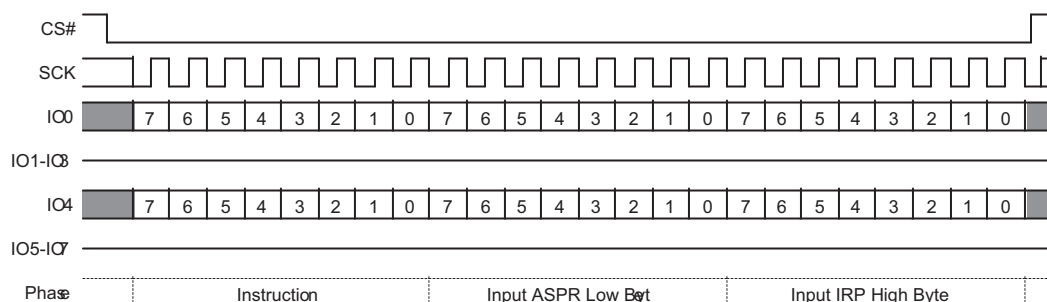 CS#
SCK
IO0 7 6 5 4 3 2 1 0 7 6 5 4 3 2 1 0 7 6 5 4 3 2 1 0
IO1-IO3
IO4 7 6 5 4 3 2 1 0 7 6 5 4 3 2 1 0 7 6 5 4 3 2 1 0
IO5-IO7
Phase Instruction Input ASPR Low Byte Input IRP High Byte